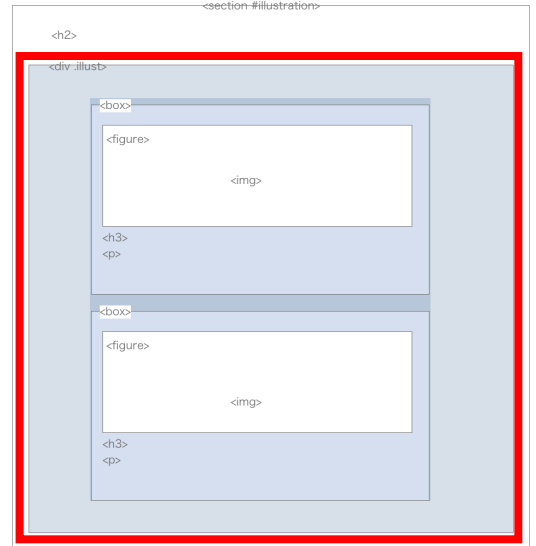 <section #illustration>
<h2>
<div .illust>
<box>
<figure>
<img>
<h3>
<p>
<box>
<figure>
<img>
<h3>
<p>